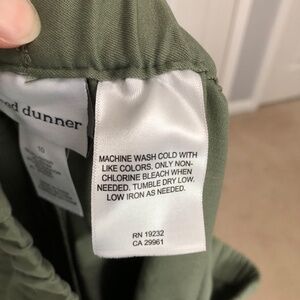 ed dunner
10
MACHINE WASH COLD WITH
LIKE COLORS. ONLY NON-
CHLORINE BLEACH WHEN
NEEDED. TUMBLE DRY LOW.
LOW IRON AS NEEDED.
RN 19232
CA 29961